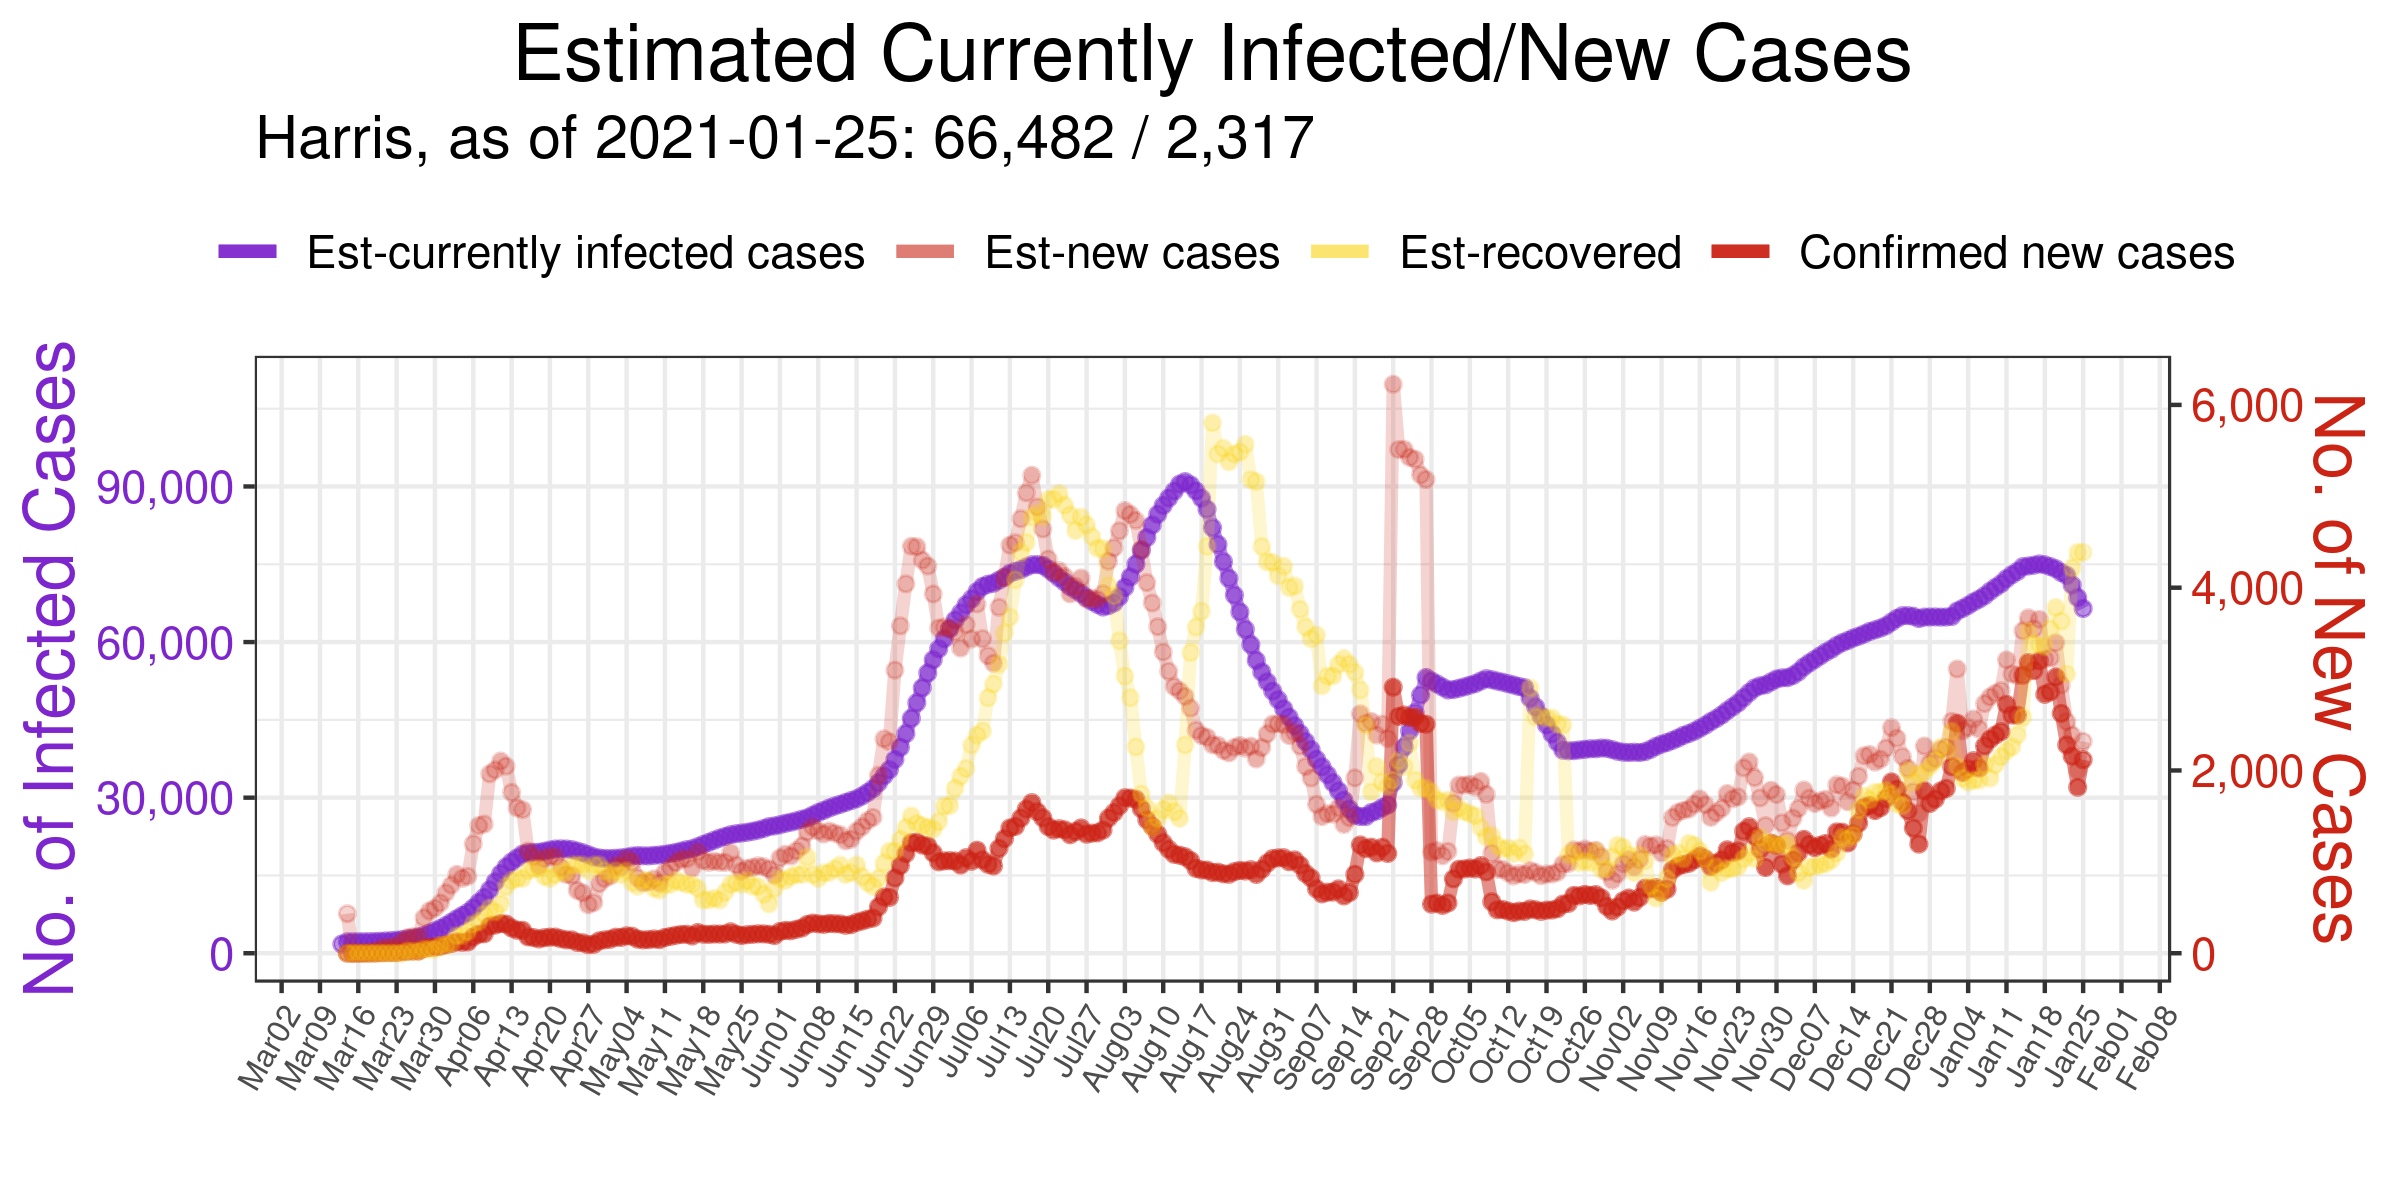 Estimated Currently Infected/New Cases
Harris, as of 2021-01-25: 66,482 / 2,317
Est-currently infected cases
Est-new cases
Est-recovered
Confirmed new cases
No. of Infected Cases
90,000
60,000
30,000
0
6,000
4,000
2,000
0
No. of New Cases
Mar02
Mar09
Mar16
Mar23
Mar30
Apr06
Apr13
Apr20
Apr27
May04
May11
May18
May25
Jun01
Jun08
Jun15
Jun22
Jun29
Jul06
Jul13
Jul20
Jul27
Aug03
Aug10
Aug17
Aug24
Aug31
Sep07
Sep14
Sep21
Sep28
Oct05
Oct12
Oct19
Oct26
Nov02
Nov09
Nov16
Nov23
Nov30
Dec07
Dec14
Dec21
Dec28
Jan04
Jan11
Jan18
Jan25
Feb01
Feb08